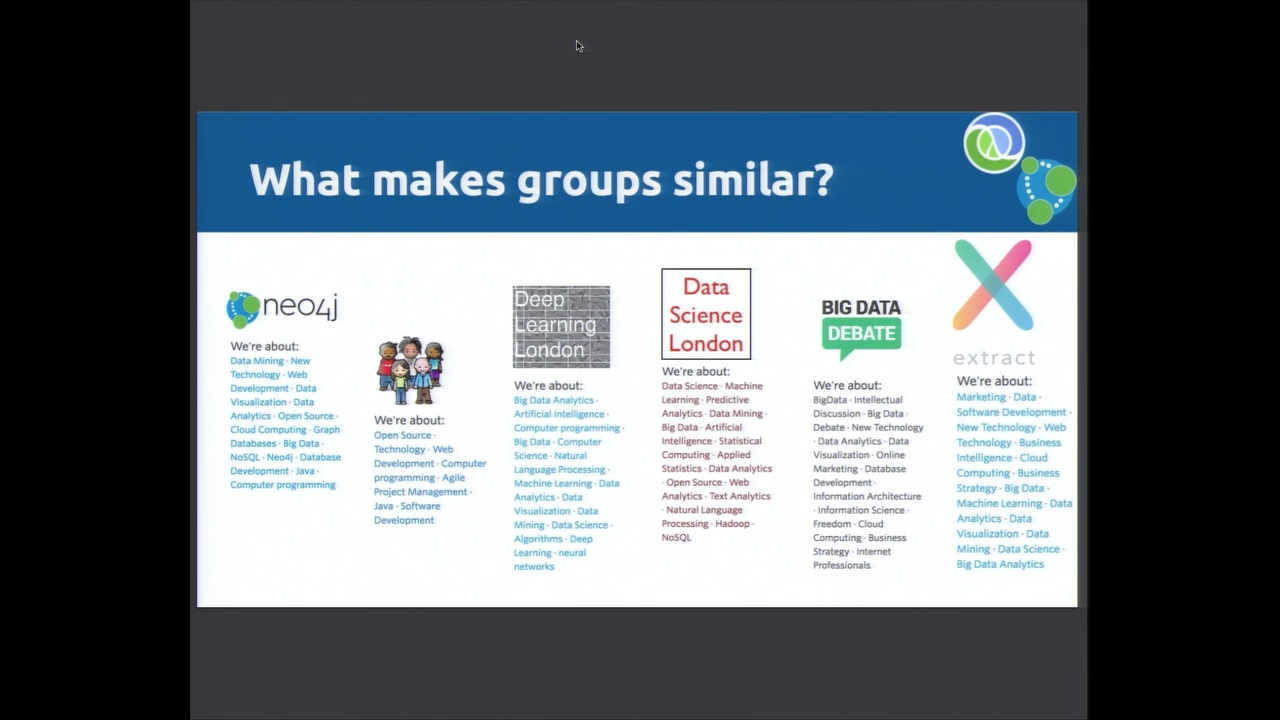 What makes groups similar?
neo4j
We're about:
Data Mining · New
Technology · Web
Development · Data
Visualization · Data
Analytics · Open Source ·
Cloud Computing · Graph
Databases · Big Data ·
NoSQL · Neo4j · Database
Development · Java ·
Computer programming
We're about:
Open Source ·
Technology · Web
Development · Computer
programming · Agile
Project Management ·
Java · Software
Development
Deep
Learning
London
We're about:
Big Data Analytics ·
Artificial Intelligence ·
Computer programming ·
Big Data · Computer
Science · Natural
Language Processing ·
Machine Learning · Data
Analytics · Data
Visualization · Data
Mining · Data Science ·
Algorithms · Deep
Learning · neural
networks
Data
Science
London
We're about:
Data Science · Machine
Learning · Predictive
Analytics · Data Mining ·
Big Data · Artificial
Intelligence · Statistical
Computing · Applied
Statistics · Data Analytics
· Open Source · Web
Analytics · Text Analytics
· Natural Language
Processing · Hadoop ·
NoSQL
BIG DATA
DEBATE
We're about:
BigData · Intellectual
Discussion · Big Data ·
Debate · New Technology
· Data Analytics · Data
Visualization · Online
Marketing · Database
Development ·
Information Architecture
· Information Science ·
Freedom · Cloud
Computing · Business
Strategy · Internet
Professionals
extract
We're about:
Marketing · Data ·
Software Development ·
New Technology · Web
Technology · Business
Intelligence · Cloud
Computing · Business
Strategy · Big Data ·
Machine Learning · Data
Analytics · Data
Visualization · Data
Mining · Data Science ·
Big Data Analytics